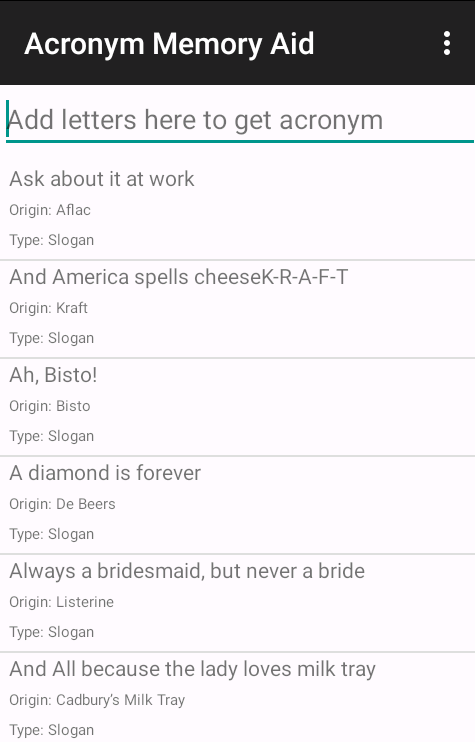 Acronym Memory Aid
Add letters here to get acronym
Ask about it at work
Origin: Aflac
Type: Slogan
And America spells cheeseK-R-A-F-T
Origin: Kraft
Type: Slogan
Ah, Bisto!
Origin: Bisto
Type: Slogan
A diamond is forever
Origin: De Beers
Type: Slogan
Always a bridesmaid, but never a bride
Origin: Listerine
Type: Slogan
And All because the lady loves milk tray
Origin: Cadbury's Milk Tray
Type: Slogan